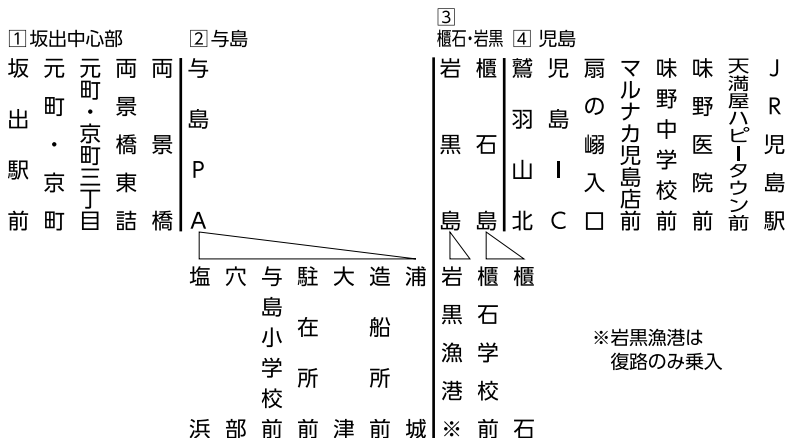 1坂出中心部
坂出駅前
元町・京町
元町・京町三丁目
両景橋東詰
両景橋
2与島
与島PA
塩浜
穴部
与島小学校前
駐在所前
大津
造船所前
浦城
3
櫃石・岩黒
岩黒島
櫃石島
岩黒漁港※
櫃石学校前
櫃石
4 児島
鷲羽山北
児島IC
扇の嵶入口
マルナカ児島店前
味野中学校前
味野医院前
天満屋ハピータウン前
JR児島駅
※岩黒漁港は
復路のみ乗入